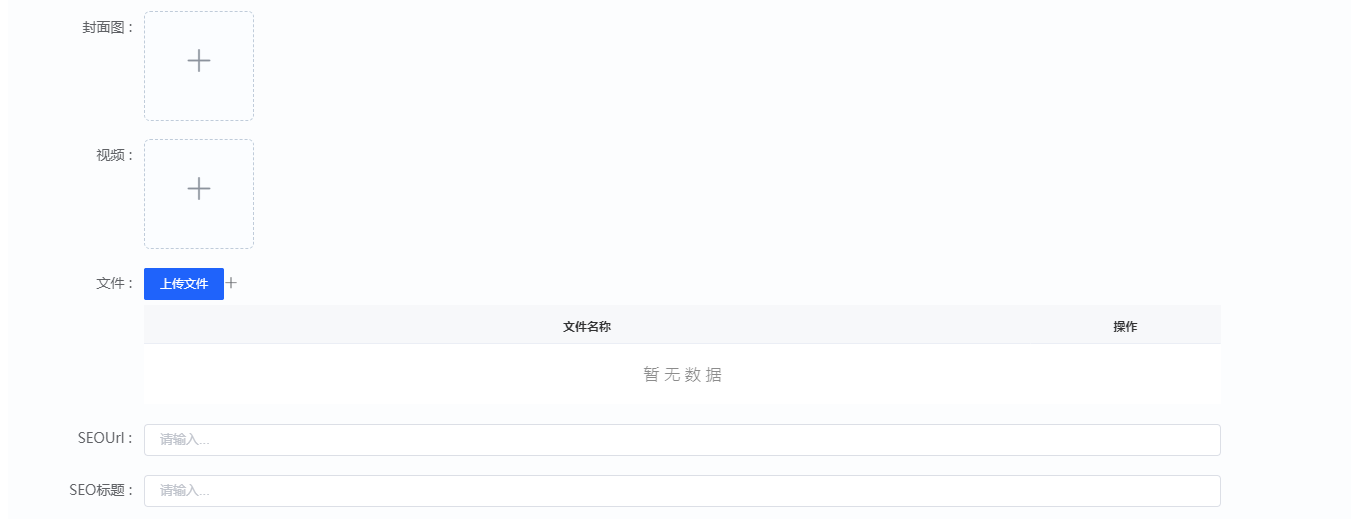 封面图：
视频：
文件： 上传文件
文件名称 操作
暂无数据
SEOUrl： 请输入...
SEO标题： 请输入...